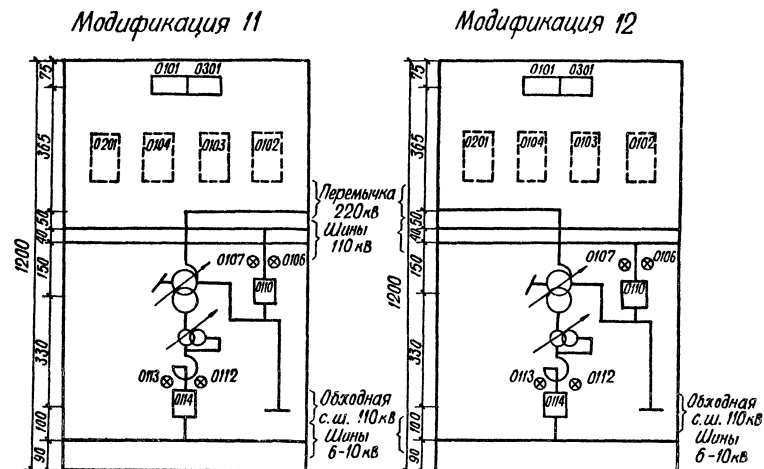 Модификация 11
Модификация 12
75
365
50
40
150
330
100
90
1200
0101 0301
0201 0104 0103 0102
0107 0106
0110
0113 0112
0114
Перемычка
220кв
Шины
110 кв
Обходная
с.ш. 110кв
Шины
6-10кв
75
365
50
40
150
330
100
90
1200
0101 0301
0201 0104 0103 0102
0107 0106
0110
0113 0112
0114
Обходная
с.ш. 110кв
Шины
6-10кв